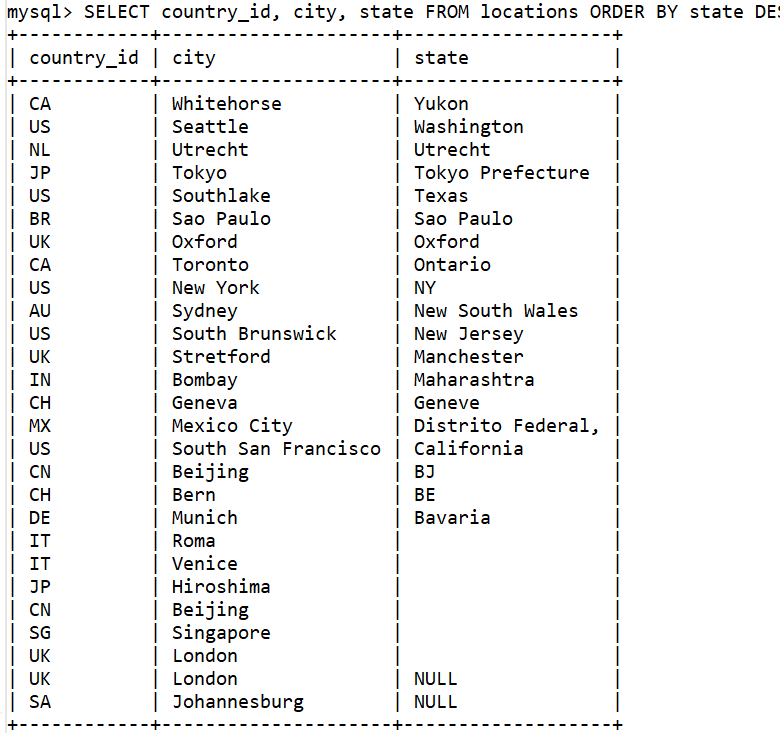 mysql> SELECT country_id, city, state FROM locations ORDER BY state DES
+------------+---------------------+-------------------+
| country_id | city                | state             |
+------------+---------------------+-------------------+
| CA         | Whitehorse          | Yukon             |
| US         | Seattle             | Washington        |
| NL         | Utrecht             | Utrecht           |
| JP         | Tokyo               | Tokyo Prefecture  |
| US         | Southlake           | Texas             |
| BR         | Sao Paulo           | Sao Paulo         |
| UK         | Oxford              | Oxford            |
| CA         | Toronto             | Ontario           |
| US         | New York            | NY                |
| AU         | Sydney              | New South Wales   |
| US         | South Brunswick     | New Jersey        |
| UK         | Stretford           | Manchester        |
| IN         | Bombay              | Maharashtra       |
| CH         | Geneva              | Geneve            |
| MX         | Mexico City         | Distrito Federal, |
| US         | South San Francisco | California        |
| CN         | Beijing             | BJ                |
| CH         | Bern                | BE                |
| DE         | Munich              | Bavaria           |
| IT         | Roma                |                   |
| IT         | Venice              |                   |
| JP         | Hiroshima           |                   |
| CN         | Beijing             |                   |
| SG         | Singapore           |                   |
| UK         | London              |                   |
| UK         | London              | NULL              |
| SA         | Johannesburg        | NULL              |
+------------+---------------------+-------------------+